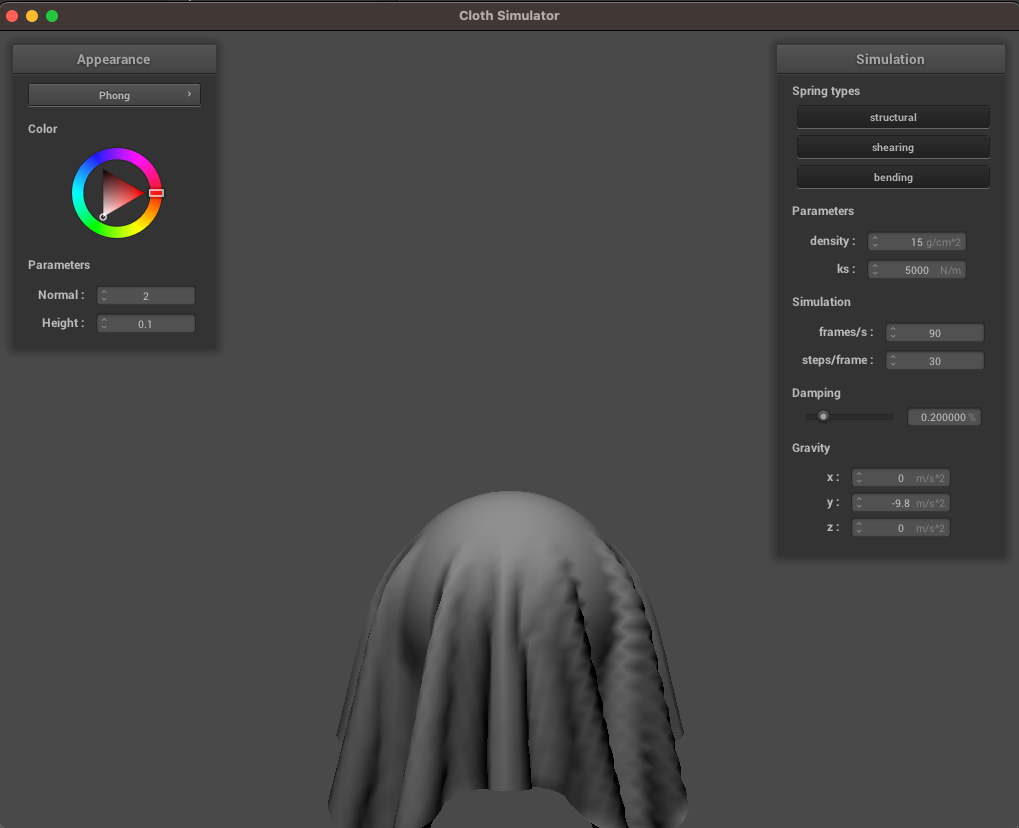 Cloth Simulator
Appearance
Phong ›
Color
Parameters
Normal : 2
Height : 0.1
Simulation
Spring types
structural
shearing
bending
Parameters
density : 15 g/cm^2
ks : 5000 N/m
Simulation
frames/s : 90
steps/frame : 30
Damping
0.200000 %
Gravity
x : 0 m/s^2
y : -9.8 m/s^2
z : 0 m/s^2